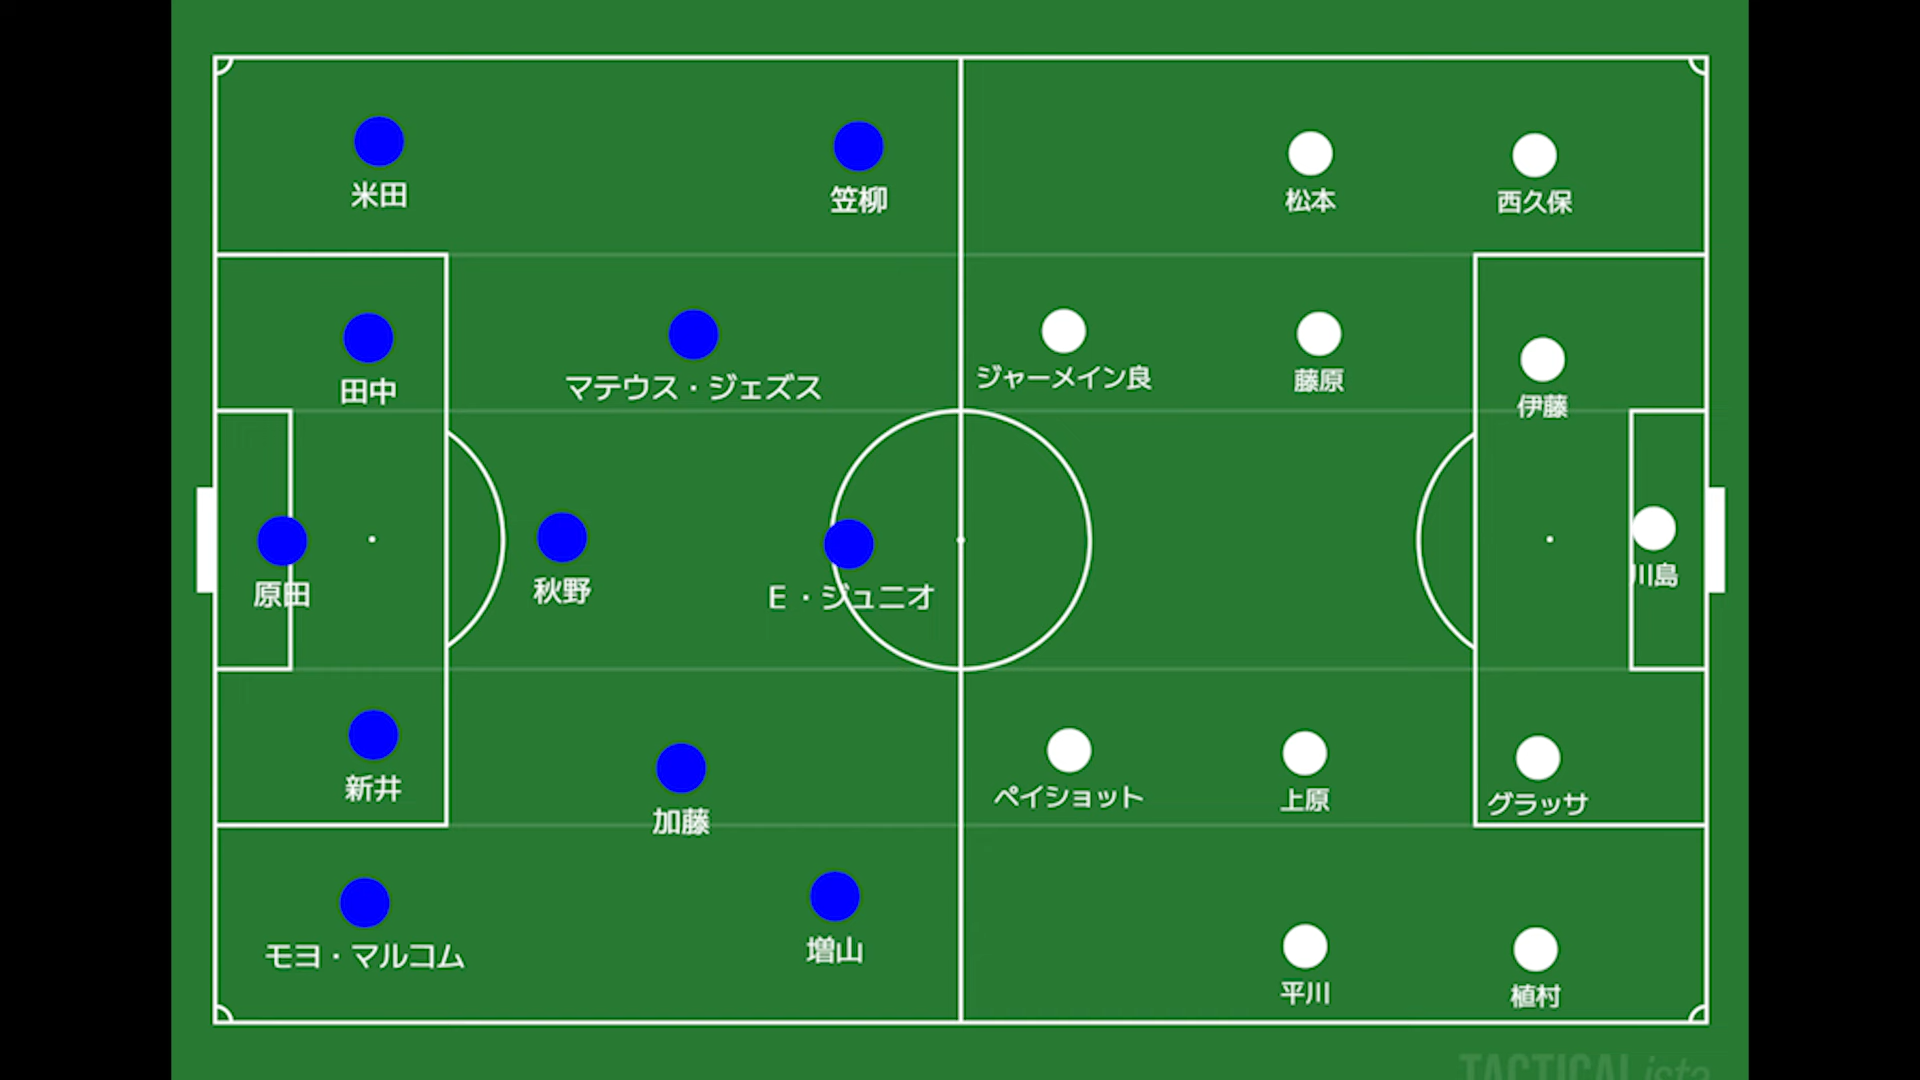 米田
笠柳
松本
西久保
田中
マテウス・ジェズス
ジャーメイン良
藤原
伊藤
原田
秋野
E・ジュニオ
川島
新井
加藤
ペイショット
上原
グラッサ
モヨ・マルコム
増山
平川
植村
TACTICALista